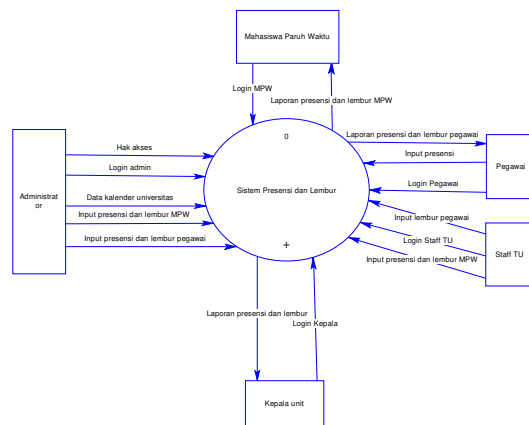 Mahasiswa Paruh Waktu
Login MPW
Laporan presensi dan lembur MPW
0
Laporan presensi dan lembur pegawai
Hak akses
Input presensi
Pegawai
Login admin
Sistem Presensi dan Lembur
Login Pegawai
Administrat
or
Data kalender universitas
Input presensi dan lembur MPW
Input lembur pegawai
Input presensi dan lembur pegawai
Login Staff TU
Staff TU
+
Input presensi dan lembur MPW
Laporan presensi dan lembur
Login Kepala
Kepala unit